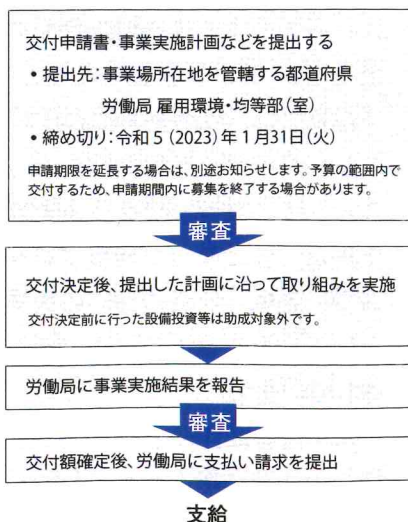 交付申請書・事業実施計画などを提出する
• 提出先：事業場所在地を管轄する都道府県
労働局 雇用環境・均等部（室）
• 締め切り：令和5（2023）年1月31日（火）
申請期限を延長する場合は、別途お知らせします。予算の範囲内で
交付するため、申請期間内に募集を終了する場合があります。
審査
交付決定後、提出した計画に沿って取り組みを実施
交付決定前に行った設備投資等は助成対象外です。
労働局に事業実施結果を報告
審査
交付額確定後、労働局に支払い請求を提出
支給